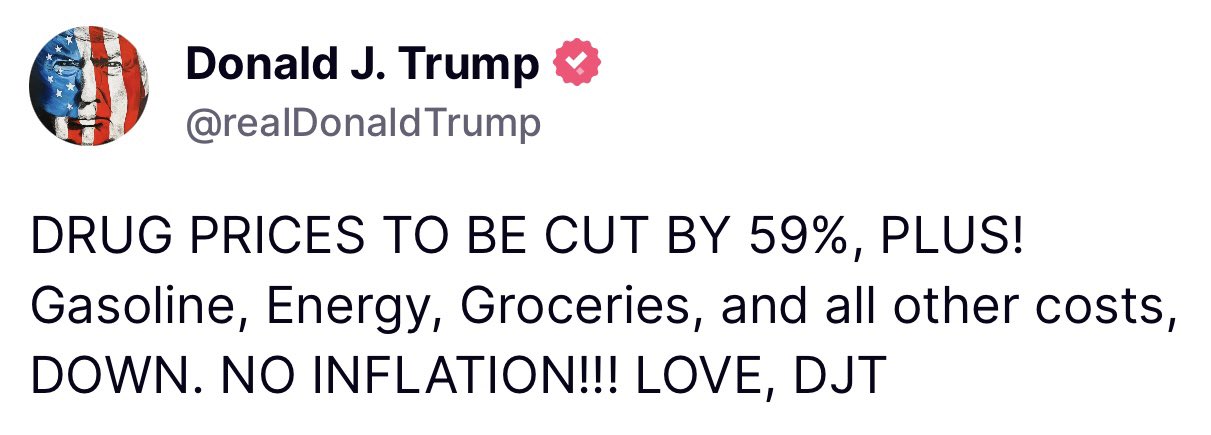 Donald J. Trump
@realDonaldTrump
DRUG PRICES TO BE CUT BY 59%, PLUS!
Gasoline, Energy, Groceries, and all other costs,
DOWN. NO INFLATION!!! LOVE, DJT